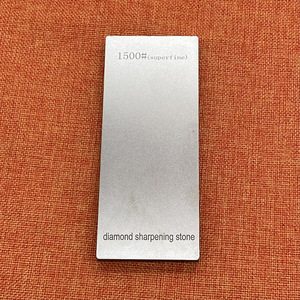 1500#(superfine)
diamond sharpening stone